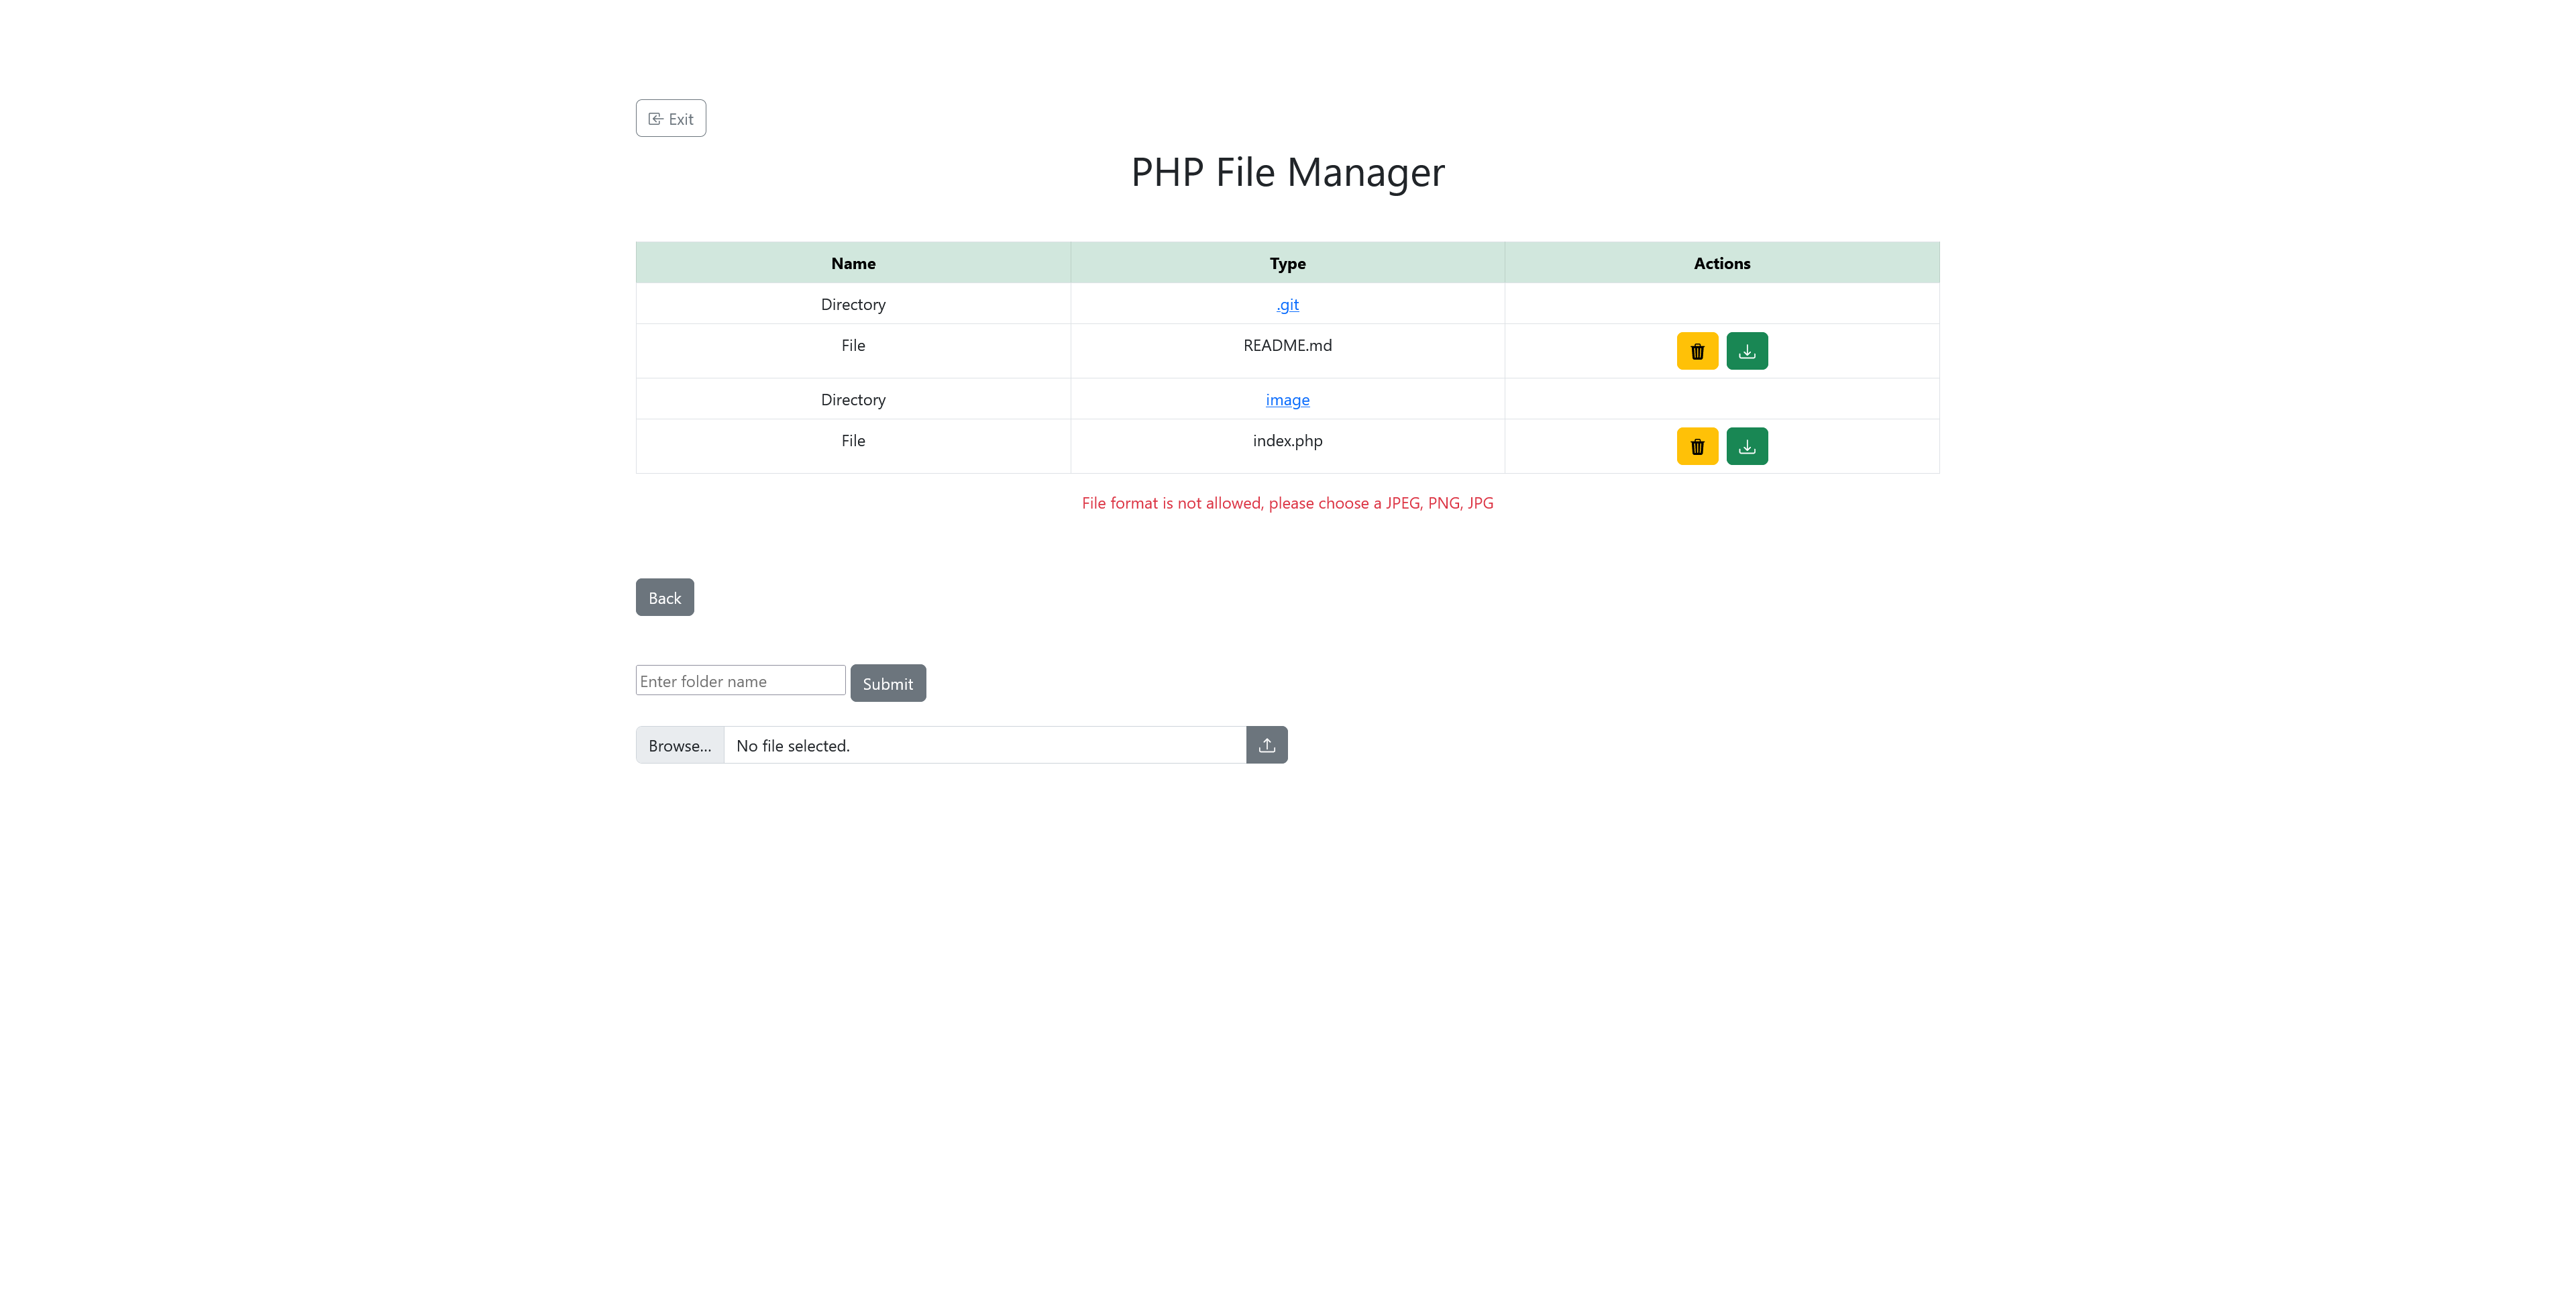 Exit
PHP File Manager
Name Type Actions
Directory .git
File README.md
Directory image
File index.php
File format is not allowed, please choose a JPEG, PNG, JPG
Back
Enter folder name Submit
Browse... No file selected.